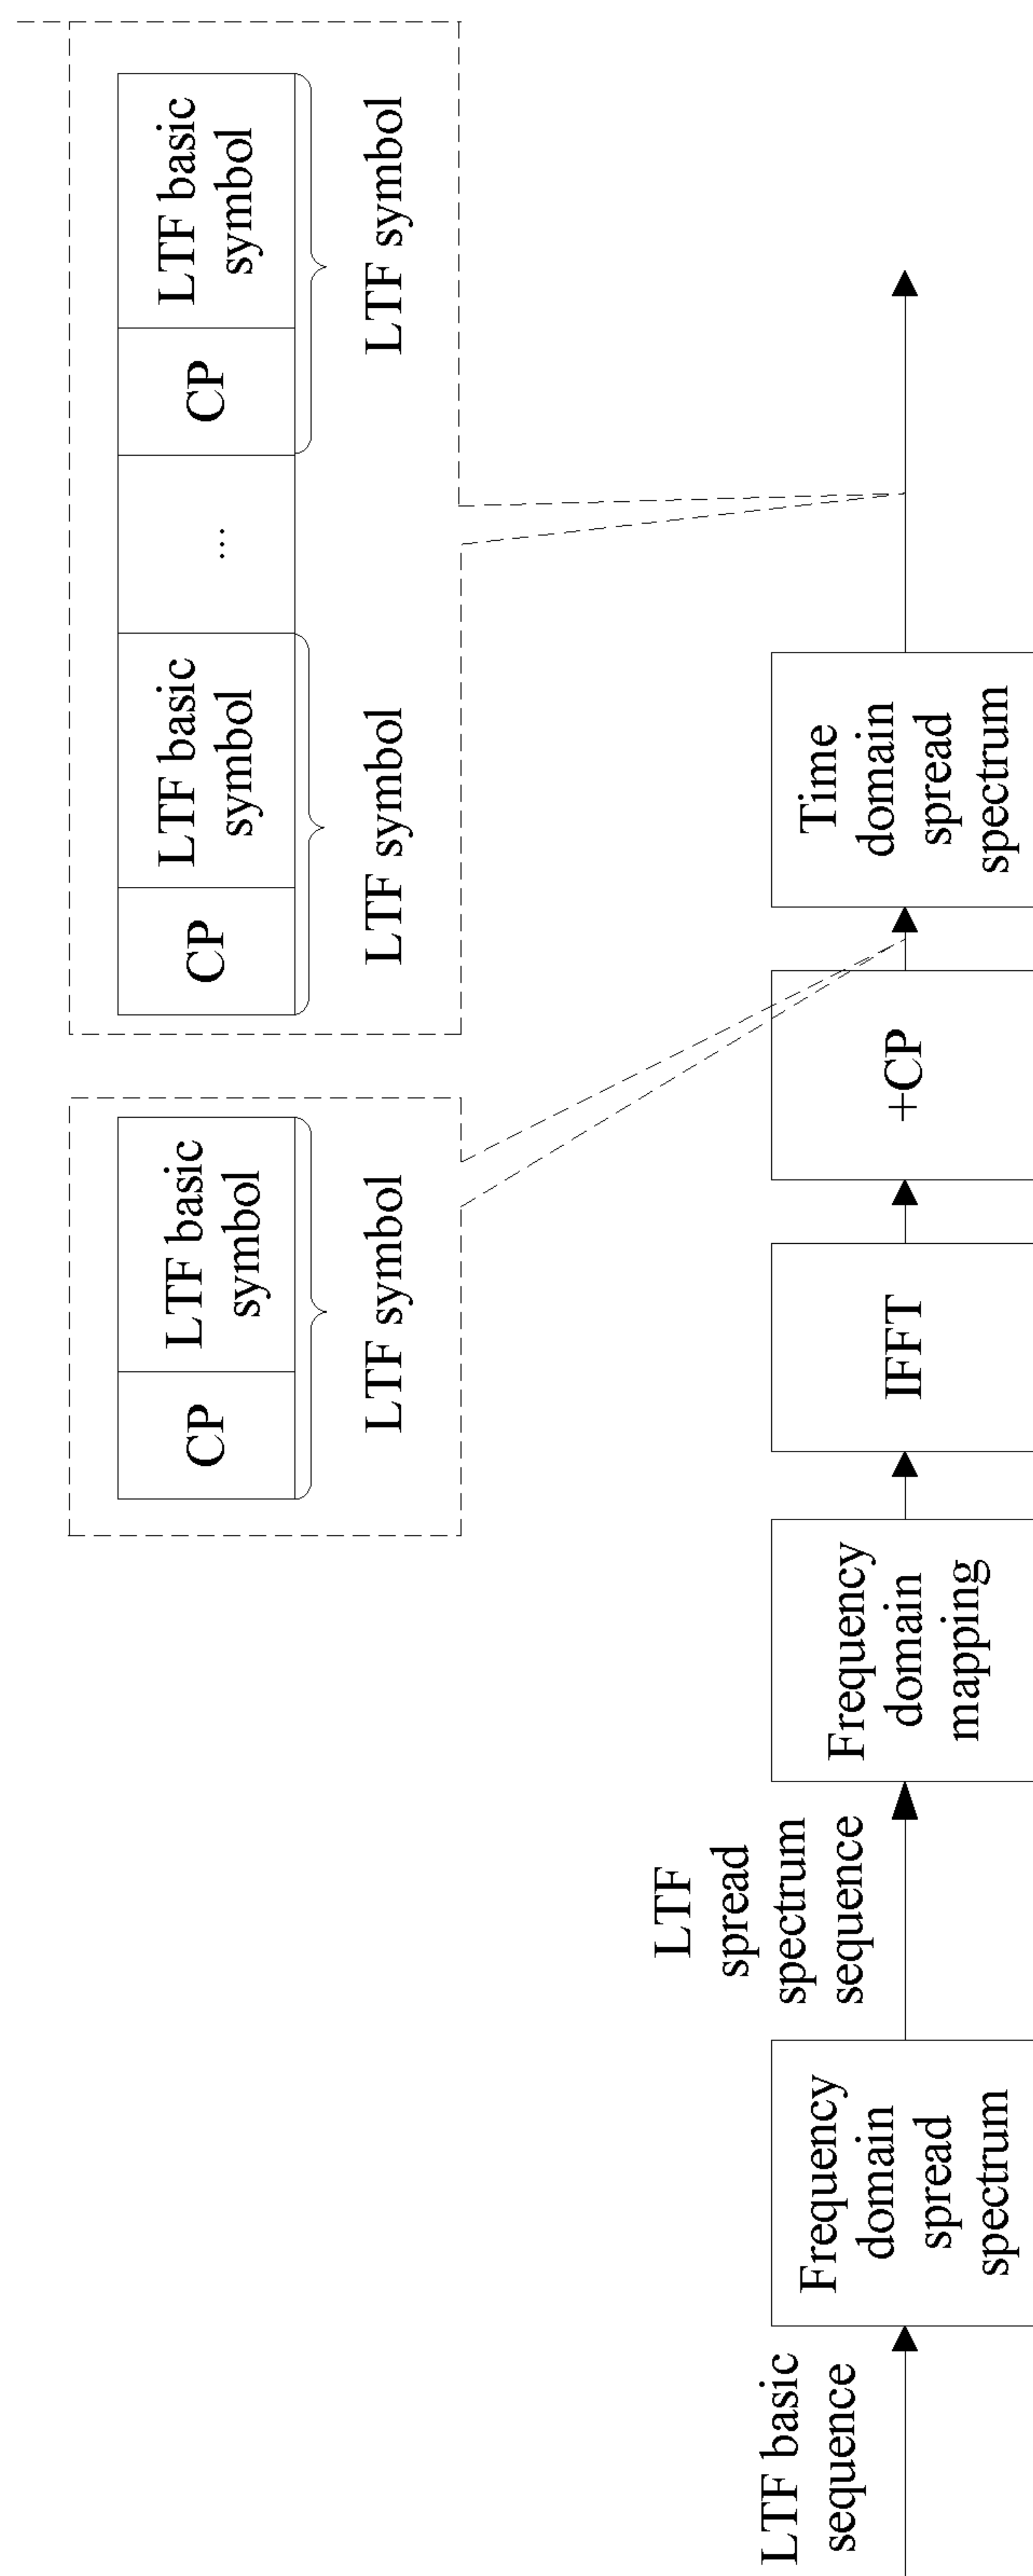 CP
LTF basic
symbol
LTF symbol
CP
LTF basic
symbol
...
CP
LTF basic
symbol
LTF symbol
LTF symbol
LTF basic
sequence
Frequency
domain
spread
spectrum
LTF
spread
spectrum
sequence
Frequency
domain
mapping
IFFT
+CP
Time
domain
spread
spectrum